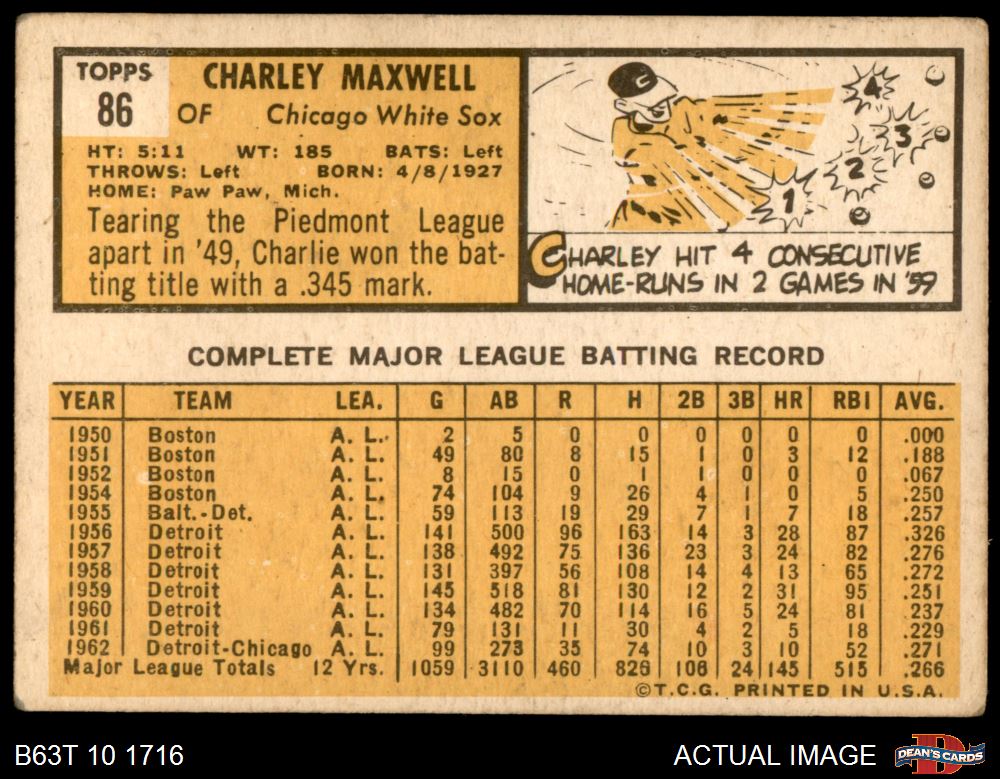 TOPPS
86
CHARLEY MAXWELL
OF Chicago White Sox
HT: 5:11 WT: 185 BATS: Left
THROWS: Left BORN: 4/8/1927
HOME: Paw Paw, Mich.
Tearing the Piedmont League
apart in '49, Charlie won the bat-
ting title with a .345 mark.
C
1
2
3
4
CHARLEY HIT 4 CONSECUTIVE
HOME-RUNS IN 2 GAMES IN '59
COMPLETE MAJOR LEAGUE BATTING RECORD
YEAR TEAM LEA. G AB R H 2B 3B HR RBI AVG.
1950 Boston A. L. 2 5 0 0 0 0 0 0 .000
1951 Boston A. L. 49 80 8 15 1 0 3 12 .188
1952 Boston A. L. 8 15 0 1 1 0 0 0 .067
1954 Boston A. L. 74 104 9 26 4 1 0 5 .250
1955 Balt.-Det. A. L. 59 113 19 29 7 1 7 18 .257
1956 Detroit A. L. 141 500 96 163 14 3 28 87 .326
1957 Detroit A. L. 138 492 75 136 23 3 24 82 .276
1958 Detroit A. L. 131 397 56 108 14 4 13 65 .272
1959 Detroit A. L. 145 518 81 130 12 2 31 95 .251
1960 Detroit A. L. 134 482 70 114 16 5 24 81 .237
1961 Detroit A. L. 79 131 11 30 4 2 5 18 .229
1962 Detroit-Chicago A. L. 99 273 35 74 10 3 10 52 .271
Major League Totals 12 Yrs. 1059 3110 460 826 106 24 145 515 .266
©T.C.G. PRINTED IN U.S.A.
B63T 10 1716
ACTUAL IMAGE
D
DEAN'S CARDS